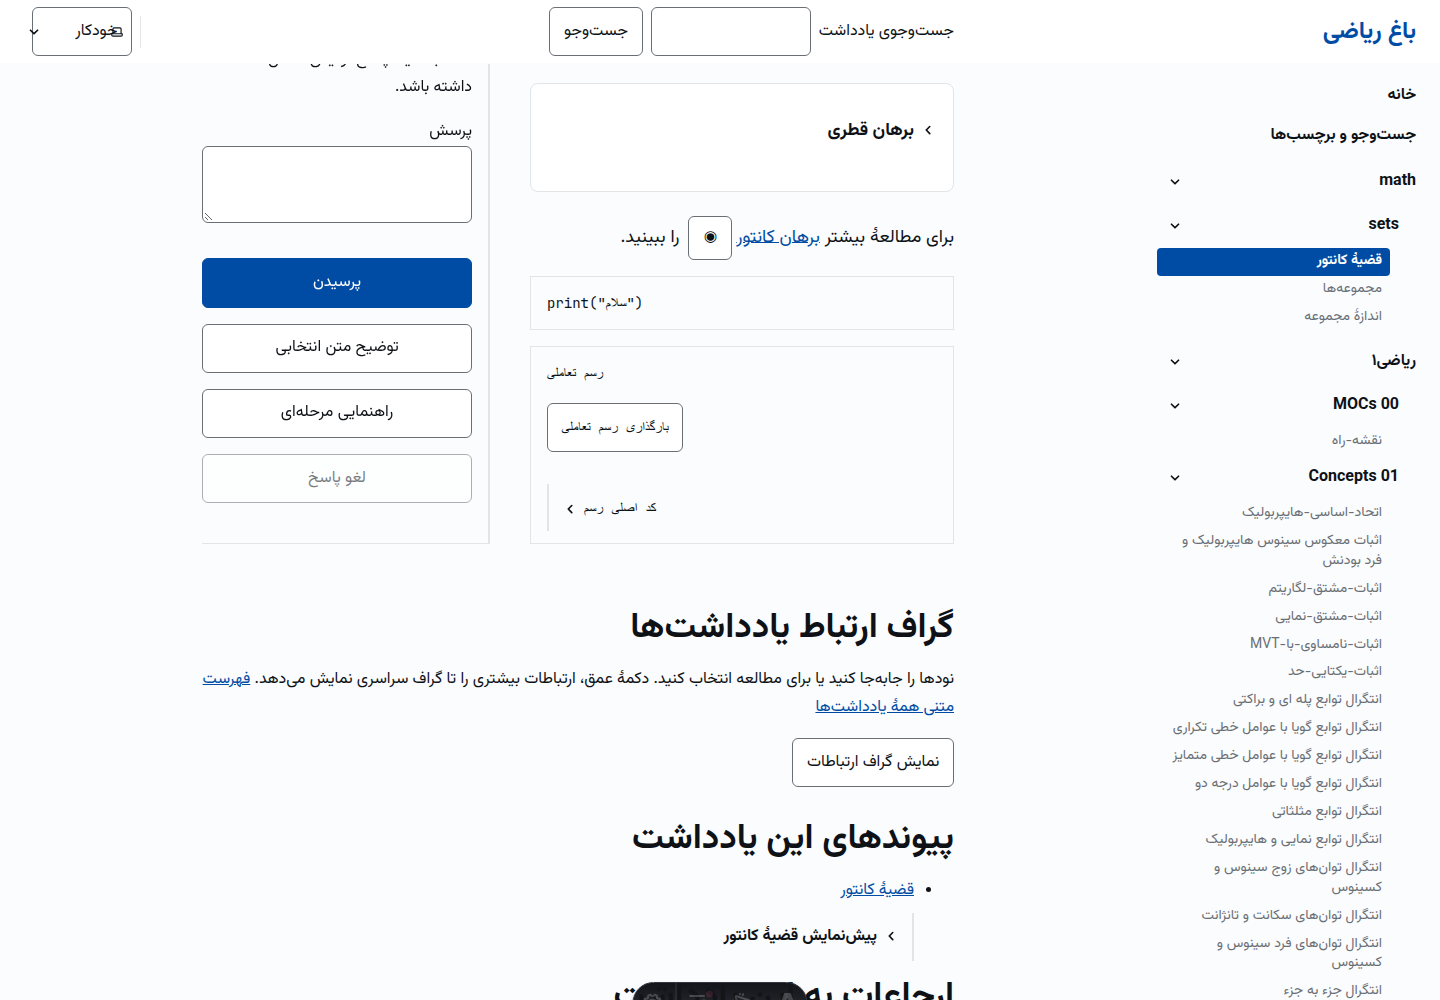 باغ ریاضی
جست‌وجوی یادداشت
جست‌وجو
خودکار
خانه
جست‌وجو و برچسب‌ها
math
sets
قضیهٔ کانتور
مجموعه‌ها
اندازهٔ مجموعه
ریاضی۱
MOCs 00
نقشه-راه
Concepts 01
اتحاد-اساسی-هایپربولیک
اثبات معکوس سینوس هایپربولیک و
فرد بودنش
اثبات-مشتق-لگاریتم
اثبات-مشتق-نمایی
اثبات-نامساوی-با-MVT
اثبات-یکتایی-حد
انتگرال توابع پله ای و براکتی
انتگرال توابع گویا با عوامل خطی تکراری
انتگرال توابع گویا با عوامل خطی متمایز
انتگرال توابع گویا با عوامل درجه دو
انتگرال توابع مثلثاتی
انتگرال توابع نمایی و هایپربولیک
انتگرال توان‌های زوج سینوس و
کسینوس
انتگرال توان‌های سکانت و تانژانت
انتگرال توان‌های فرد سینوس و
کسینوس
انتگرال جزء به جزء
برهان قطری
برای مطالعهٔ بیشتر برهان کانتور را ببینید.
print("سلام")
رسم تعاملی
بارگذاری رسم تعاملی
کد اصلی رسم
داشته باشد.
پرسش
پرسیدن
توضیح متن انتخابی
راهنمایی مرحله‌ای
لغو پاسخ
گراف ارتباط یادداشت‌ها
نودها را جابه‌جا کنید یا برای مطالعه انتخاب کنید. دکمهٔ عمق، ارتباطات بیشتری را تا گراف سراسری نمایش می‌دهد. فهرست
متنی همهٔ یادداشت‌ها
نمایش گراف ارتباطات
پیوندهای این یادداشت
قضیهٔ کانتور
پیش‌نمایش قضیهٔ کانتور
ارجاعات به